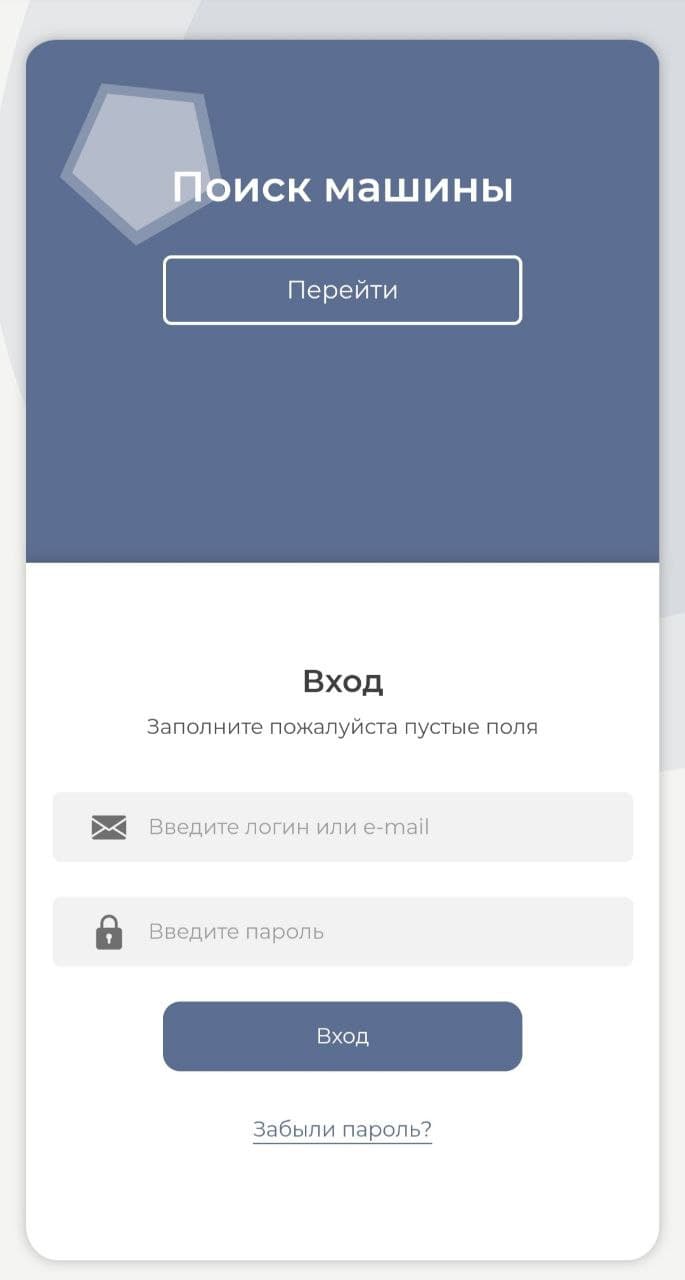 Поиск машины
Перейти
Вход
Заполните пожалуйста пустые поля
Введите логин или e-mail
Введите пароль
Вход
Забыли пароль?